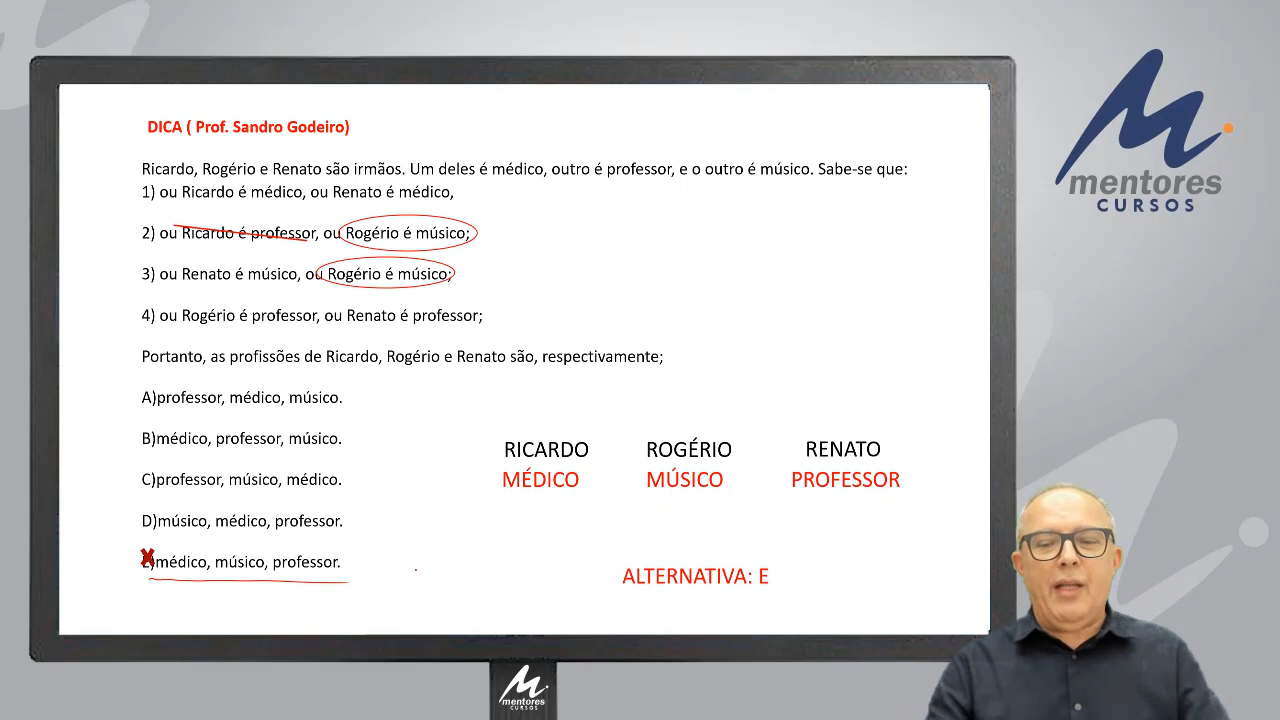 DICA ( Prof. Sandro Godeiro)
Ricardo, Rogério e Renato são irmãos. Um deles é médico, outro é professor, e o outro é músico. Sabe-se que:
1) ou Ricardo é médico, ou Renato é médico,
2) ou Ricardo é professor, ou Rogério é músico;
3) ou Renato é músico, ou Rogério é músico;
4) ou Rogério é professor, ou Renato é professor;
Portanto, as profissões de Ricardo, Rogério e Renato são, respectivamente;
A)professor, médico, músico.
B)médico, professor, músico.
C)professor, músico, médico.
D)músico, médico, professor.
E)médico, músico, professor.
RICARDO ROGÉRIO RENATO
MÉDICO MÚSICO PROFESSOR
ALTERNATIVA: E
mentores
CURSOS
mentores
CURSOS